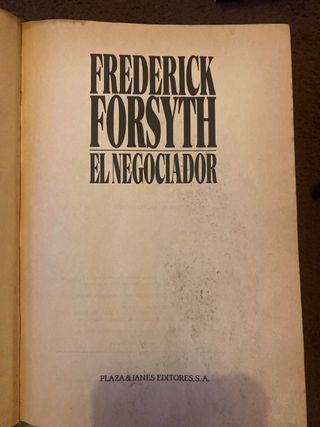 FREDERICK
FORSYTH
EL NEGOCIADOR
PLAZA & JANES EDITORES, S. A.